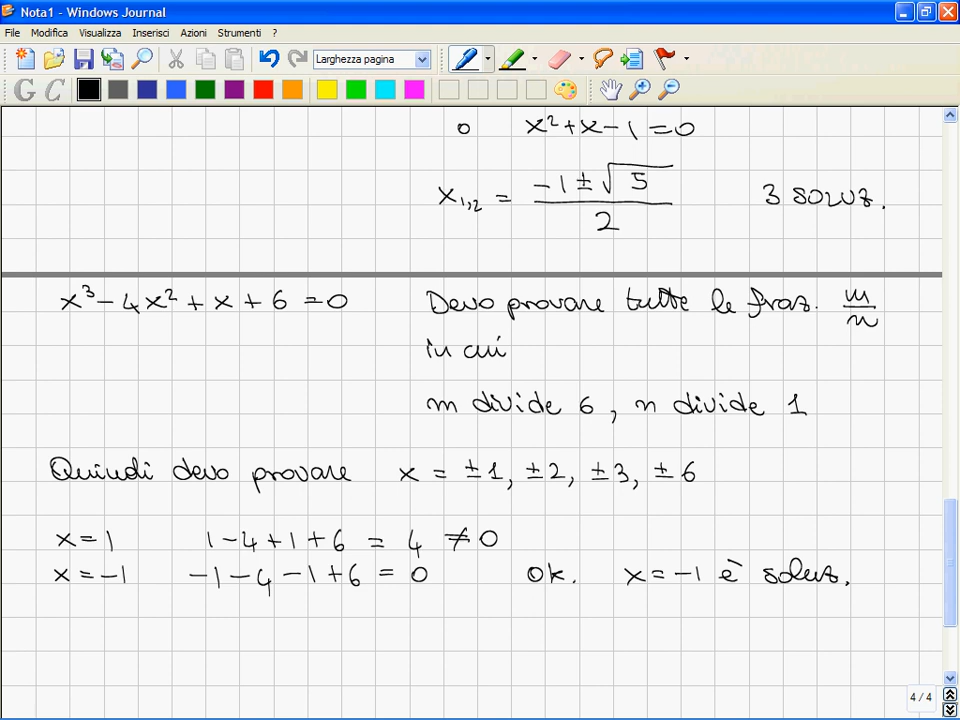 Nota1 - Windows Journal
File Modifica Visualizza Inserisci Azioni Strumenti ?
Larghezza pagina
G C
o x²+x-1=0
x₁,₂ = (-1±√5)/2 3 soluz.
x³-4x²+x+6=0 Devo provare tutte le fraz. m/n
in cui
m divide 6, n divide 1
Quindi devo provare x = ±1, ±2, ±3, ±6
x=1 1-4+1+6 = 4 ≠0
x=-1 -1-4-1+6 = 0 Ok. x=-1 è soluz.
4 / 4